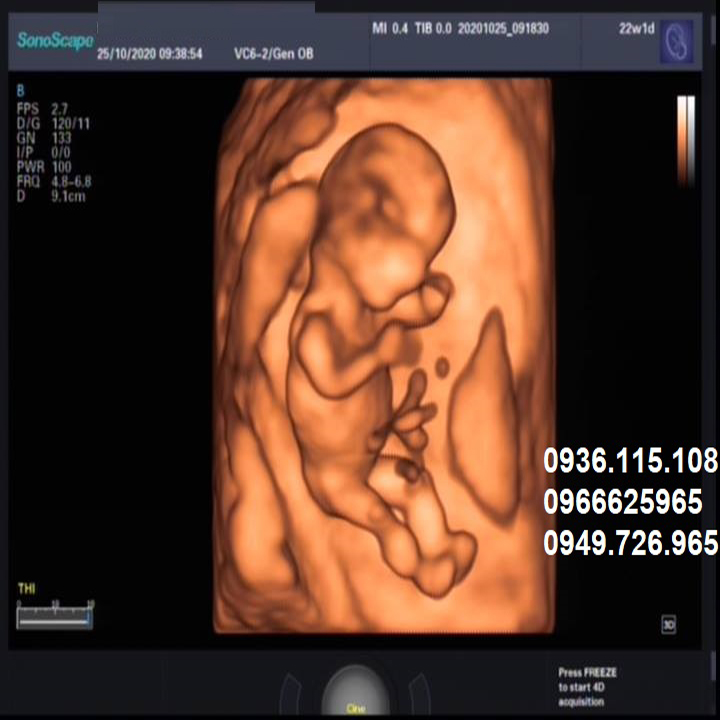 SonoScape
25/10/2020 09:38:54 VC6-2/Gen OB
MI 0.4 TIB 0.0 20201025_091830
22w1d
B
FPS 2.7
D/G 120/11
GN 133
I/P 0/0
PWR 100
FRQ 4.8-6.8
D 9.1cm
0936.115.108
0966625965
0949.726.965
THI
3D
Press FREEZE
to start 4D
acquisition
Cine